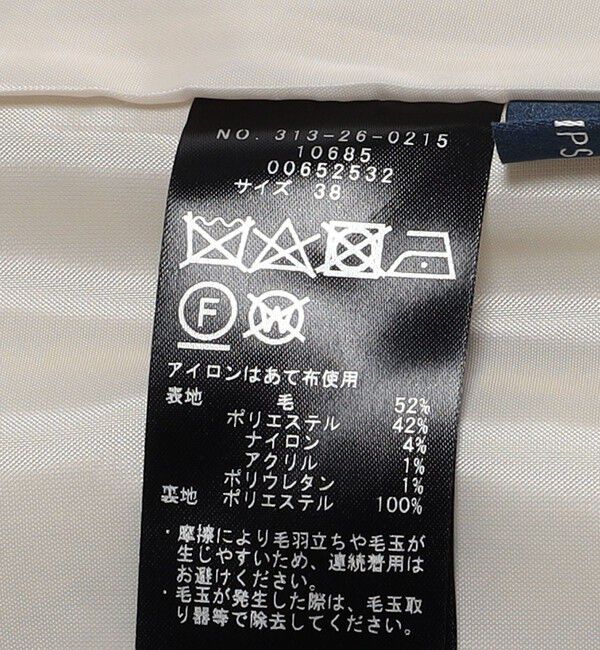 NO. 313-26-0215
10685
00652532
サイズ 38
F W
アイロンはあて布使用
表地 毛 52%
ポリエステル 42%
ナイロン 4%
アクリル 1%
ポリウレタン 1%
裏地 ポリエステル 100%
・摩擦により毛羽立ちや毛玉が
生じやすいため、連続着用は
お避けください。
・毛玉が発生した際は、毛玉取
り器等で除去してください。